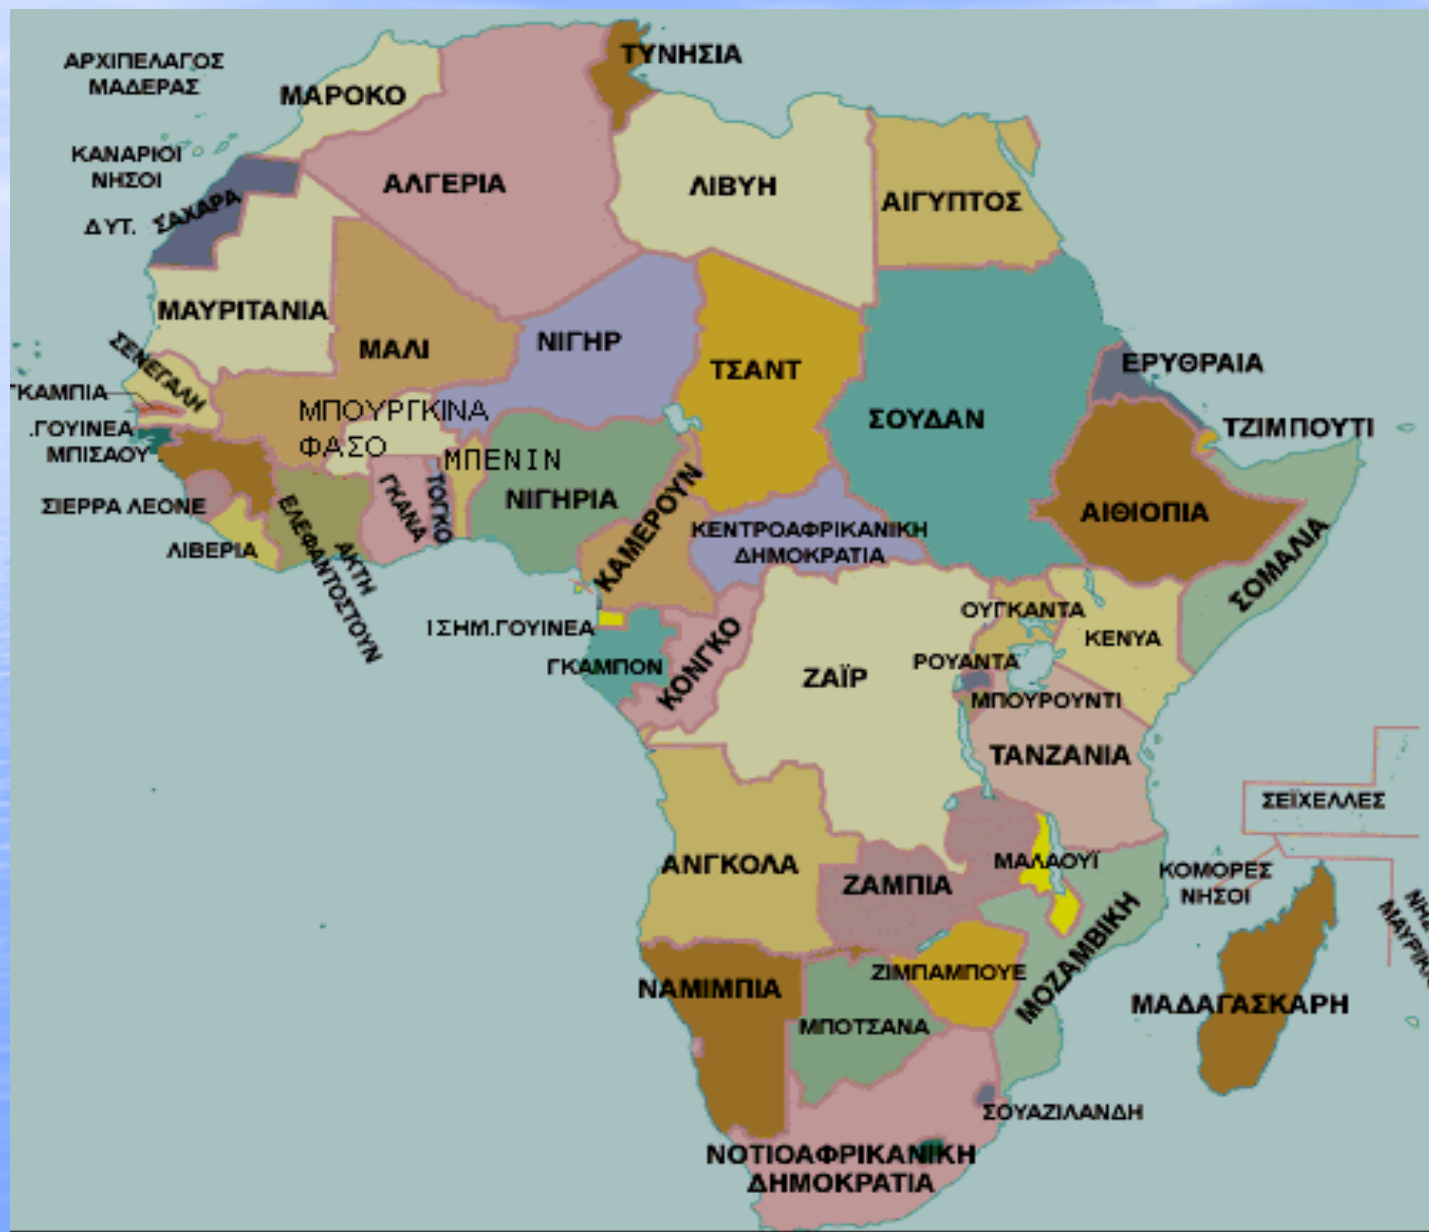 ΑΡΧΙΠΕΛΑΓΟΣ
ΜΑΔΕΡΑΣ
ΤΥΝΗΣΙΑ
ΜΑΡΟΚΟ
ΚΑΝΑΡΙΟΙ
ΝΗΣΟΙ
ΑΛΓΕΡΙΑ
ΛΙΒΥΗ
ΑΙΓΥΠΤΟΣ
ΔΥΤ. ΣΑΧΑΡΑ
ΜΑΥΡΙΤΑΝΙΑ
ΜΑΛΙ
ΝΙΓΗΡ
ΤΣΑΝΤ
ΣΟΥΔΑΝ
ΕΡΥΘΡΑΙΑ
ΣΕΝΕΓΑΛΗ
ΓΚΑΜΠΙΑ
ΜΠΟΥΡΓΚΙΝΑ
ΦΑΣΟ
ΤΖΙΜΠΟΥΤΙ
.ΓΟΥΙΝΕΑ
ΜΠΙΣΑΟΥ
ΜΠΕΝΙΝ
ΣΙΕΡΡΑ ΛΕΟΝΕ
ΛΙΒΕΡΙΑ
ΑΚΤΗ
ΕΛΕΦΑΝΤΟΣΤΟΥΝ
ΓΚΑΝΑ
ΤΟΓΚΟ
ΝΙΓΗΡΙΑ
ΚΑΜΕΡΟΥΝ
ΚΕΝΤΡΟΑΦΡΙΚΑΝΙΚΗ
ΔΗΜΟΚΡΑΤΙΑ
ΑΙΘΙΟΠΙΑ
ΣΟΜΑΛΙΑ
ΙΣΗΜ.ΓΟΥΙΝΕΑ
ΓΚΑΜΠΟΝ
ΚΟΝΓΚΟ
ΖΑΪΡ
ΟΥΓΚΑΝΤΑ
ΚΕΝΥΑ
ΡΟΥΑΝΤΑ
ΜΠΟΥΡΟΥΝΤΙ
ΤΑΝΖΑΝΙΑ
ΣΕΪΧΕΛΛΕΣ
ΑΝΓΚΟΛΑ
ΖΑΜΠΙΑ
ΜΑΛΑΟΥΪ
ΚΟΜΟΡΕΣ
ΝΗΣΟΙ
ΜΟΖΑΜΒΙΚΗ
ΝΑΜΙΜΠΙΑ
ΖΙΜΠΑΜΠΟΥΕ
ΜΠΟΤΣΑΝΑ
ΜΑΔΑΓΑΣΚΑΡΗ
ΣΟΥΑΖΙΛΑΝΔΗ
ΝΟΤΙΟΑΦΡΙΚΑΝΙΚΗ
ΔΗΜΟΚΡΑΤΙΑ